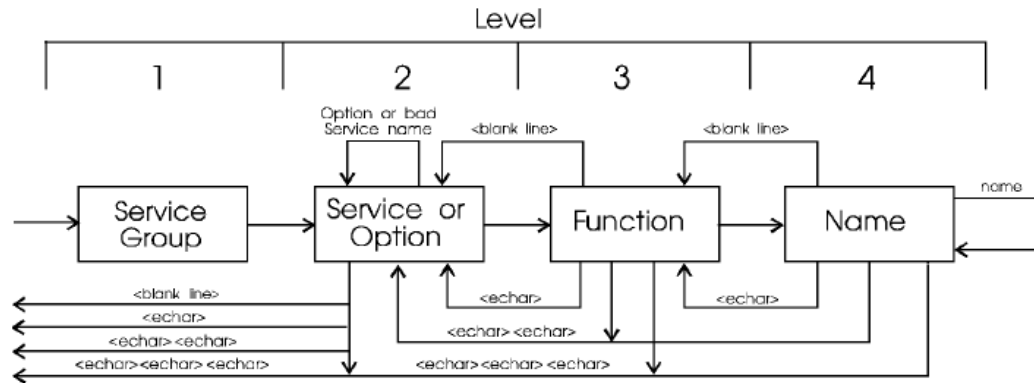 Level
1 2 3 4
Option or bad
Service name
<blank line>
<blank line>
Service
Group
Service or
Option
Function
Name
name
<blank line>
<echar>
<echar>
<echar>
<echar> <echar>
<echar> <echar>
<echar> <echar> <echar>
<echar> <echar> <echar>